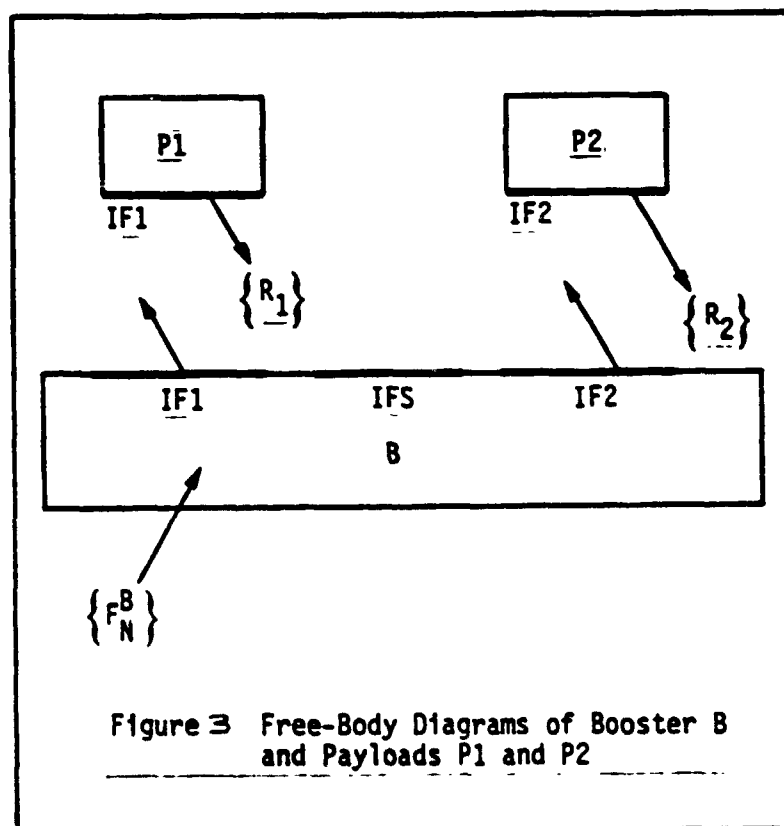 P1 P2
IF1 IF2
{R1} {R2}
IF1 IFS IF2
B
{F_N^B}
Figure 3 Free-Body Diagrams of Booster B
and Payloads P1 and P2